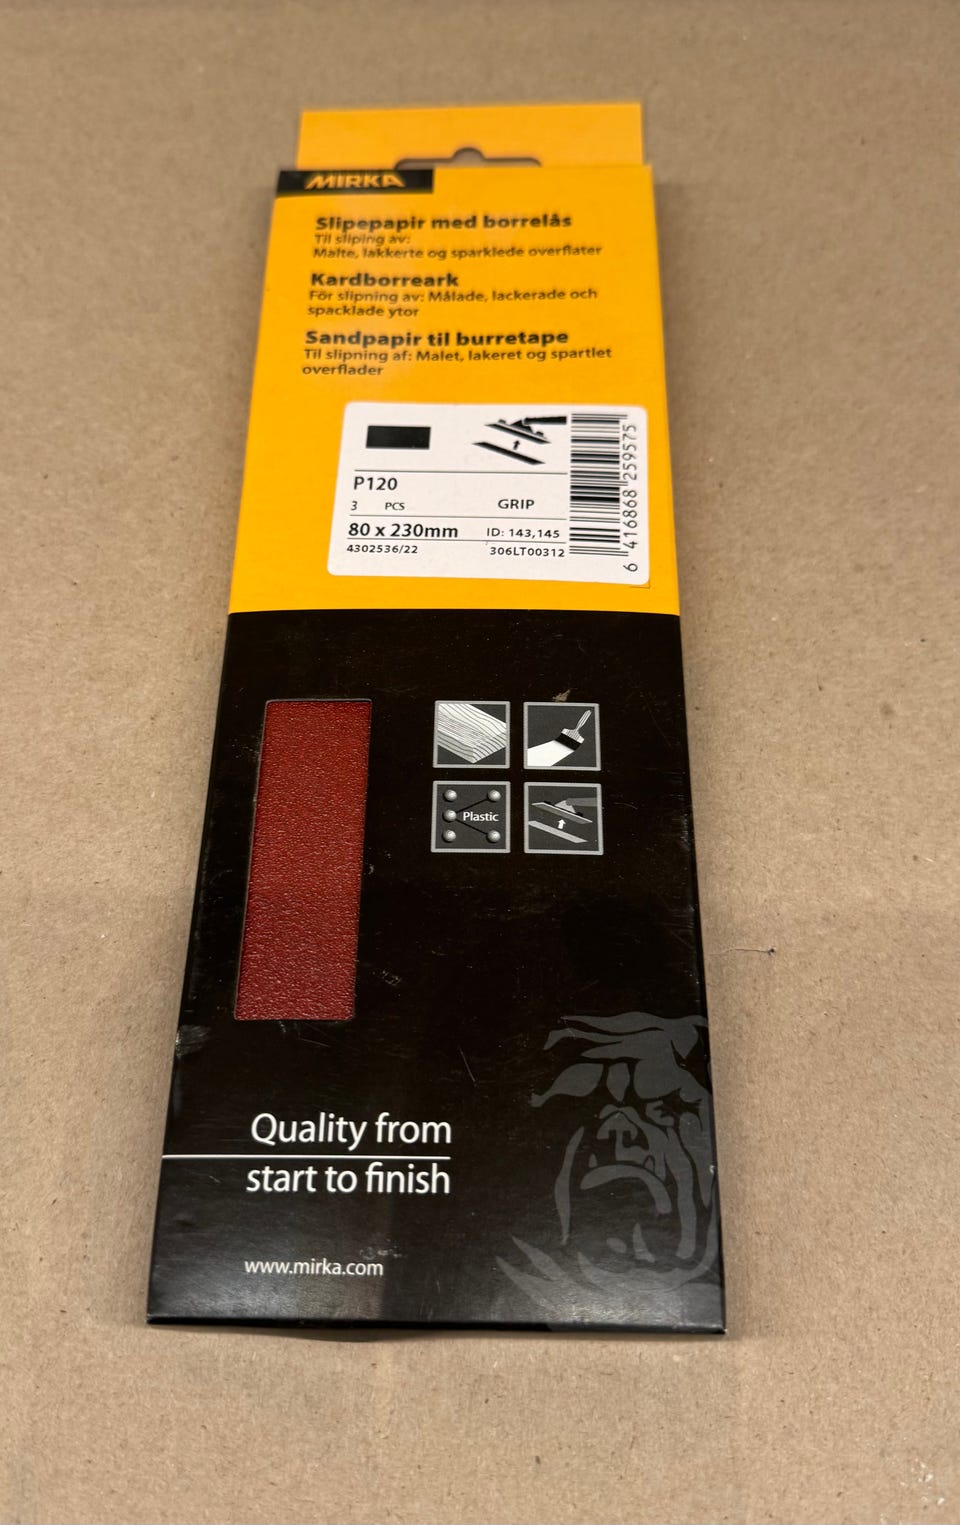 MIRKA
Slipepapir med borrelås
Til sliping av:
Malte, lakkerte og sparklede overflater
Kardborreark
För slipning av: Målade, lackerade och
spacklade ytor
Sandpapir til burretape
Til slipning af: Malet, lakeret og spartlet
overflader
P120
3 PCS GRIP
80 x 230mm ID: 143,145
4302536/22 306LT00312
6 416868 259575
Plastic
Quality from
start to finish
www.mirka.com